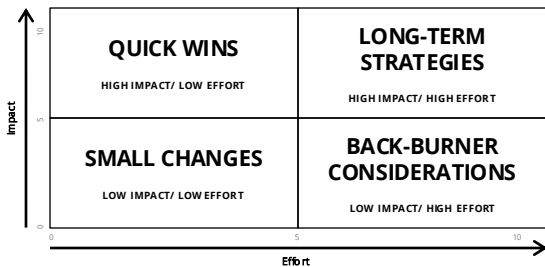 Impact
10
5
0
QUICK WINS
HIGH IMPACT/ LOW EFFORT
LONG-TERM
STRATEGIES
HIGH IMPACT/ HIGH EFFORT
SMALL CHANGES
LOW IMPACT/ LOW EFFORT
BACK-BURNER
CONSIDERATIONS
LOW IMPACT/ HIGH EFFORT
0
5
10
Effort